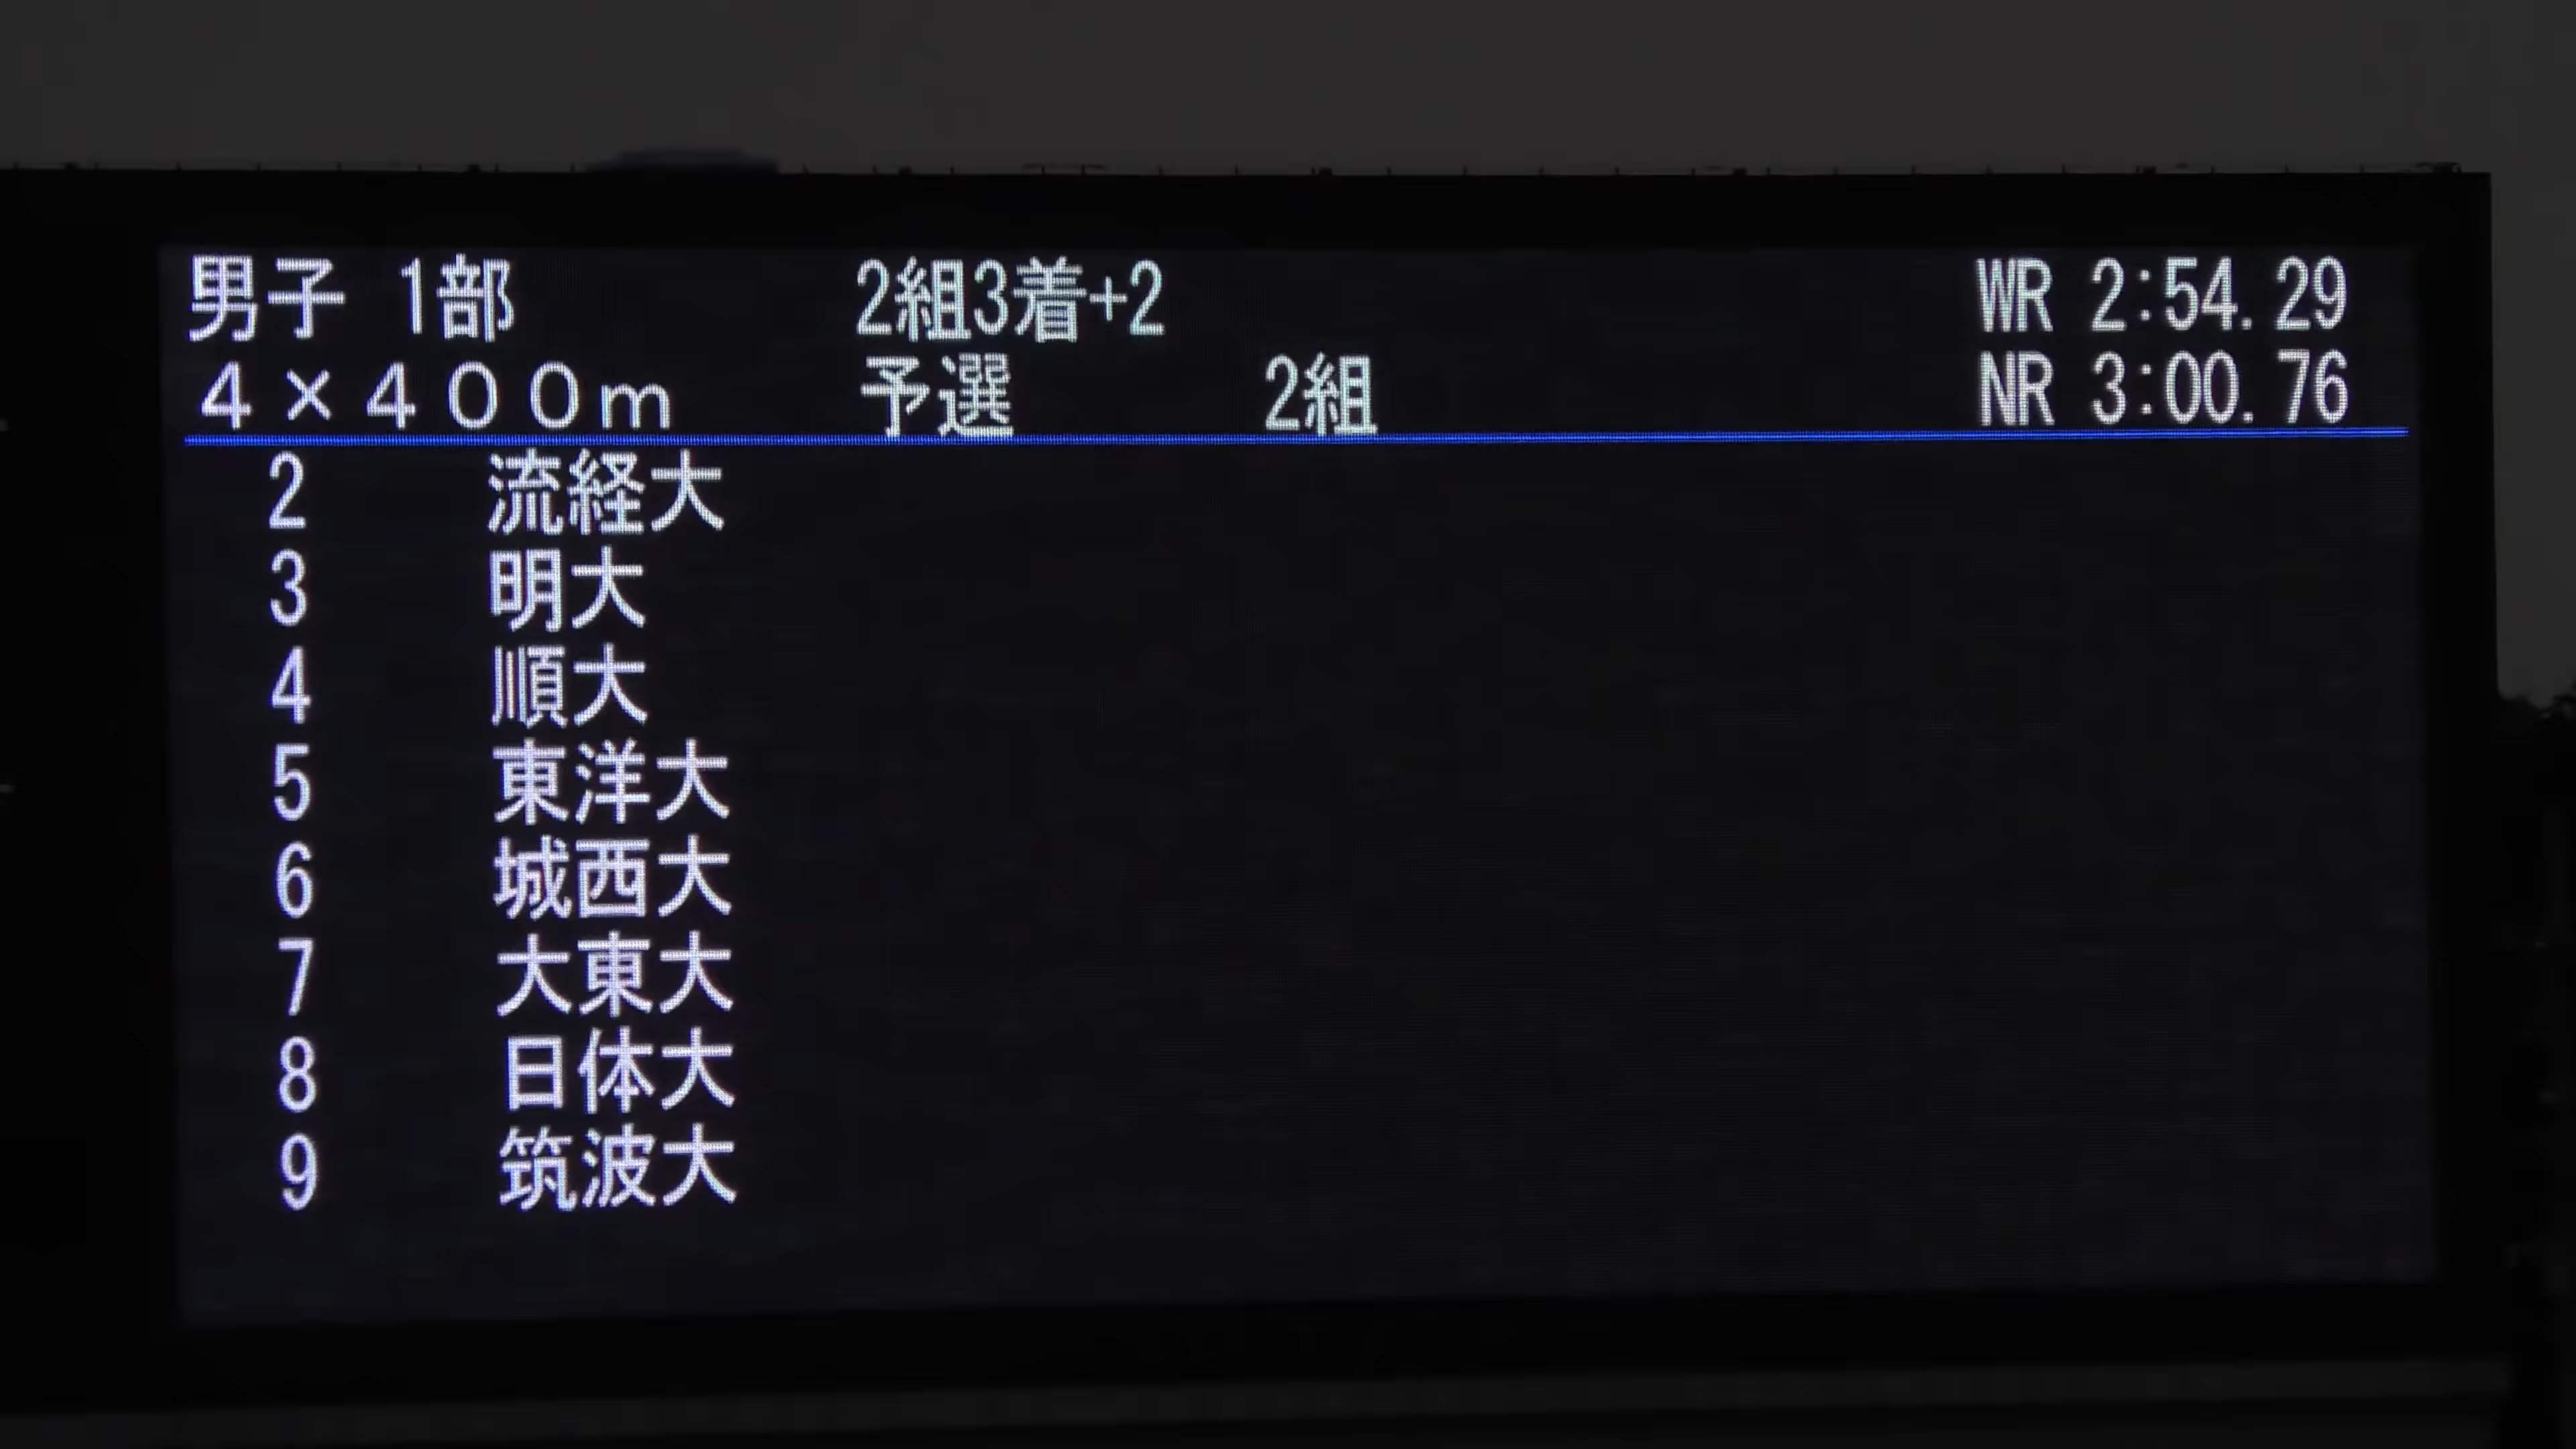 男子 1部 2組3着+2 WR 2:54.29
4×400m 予選 2組 NR 3:00.76
2 流経大
3 明大
4 順大
5 東洋大
6 城西大
7 大東大
8 日体大
9 筑波大